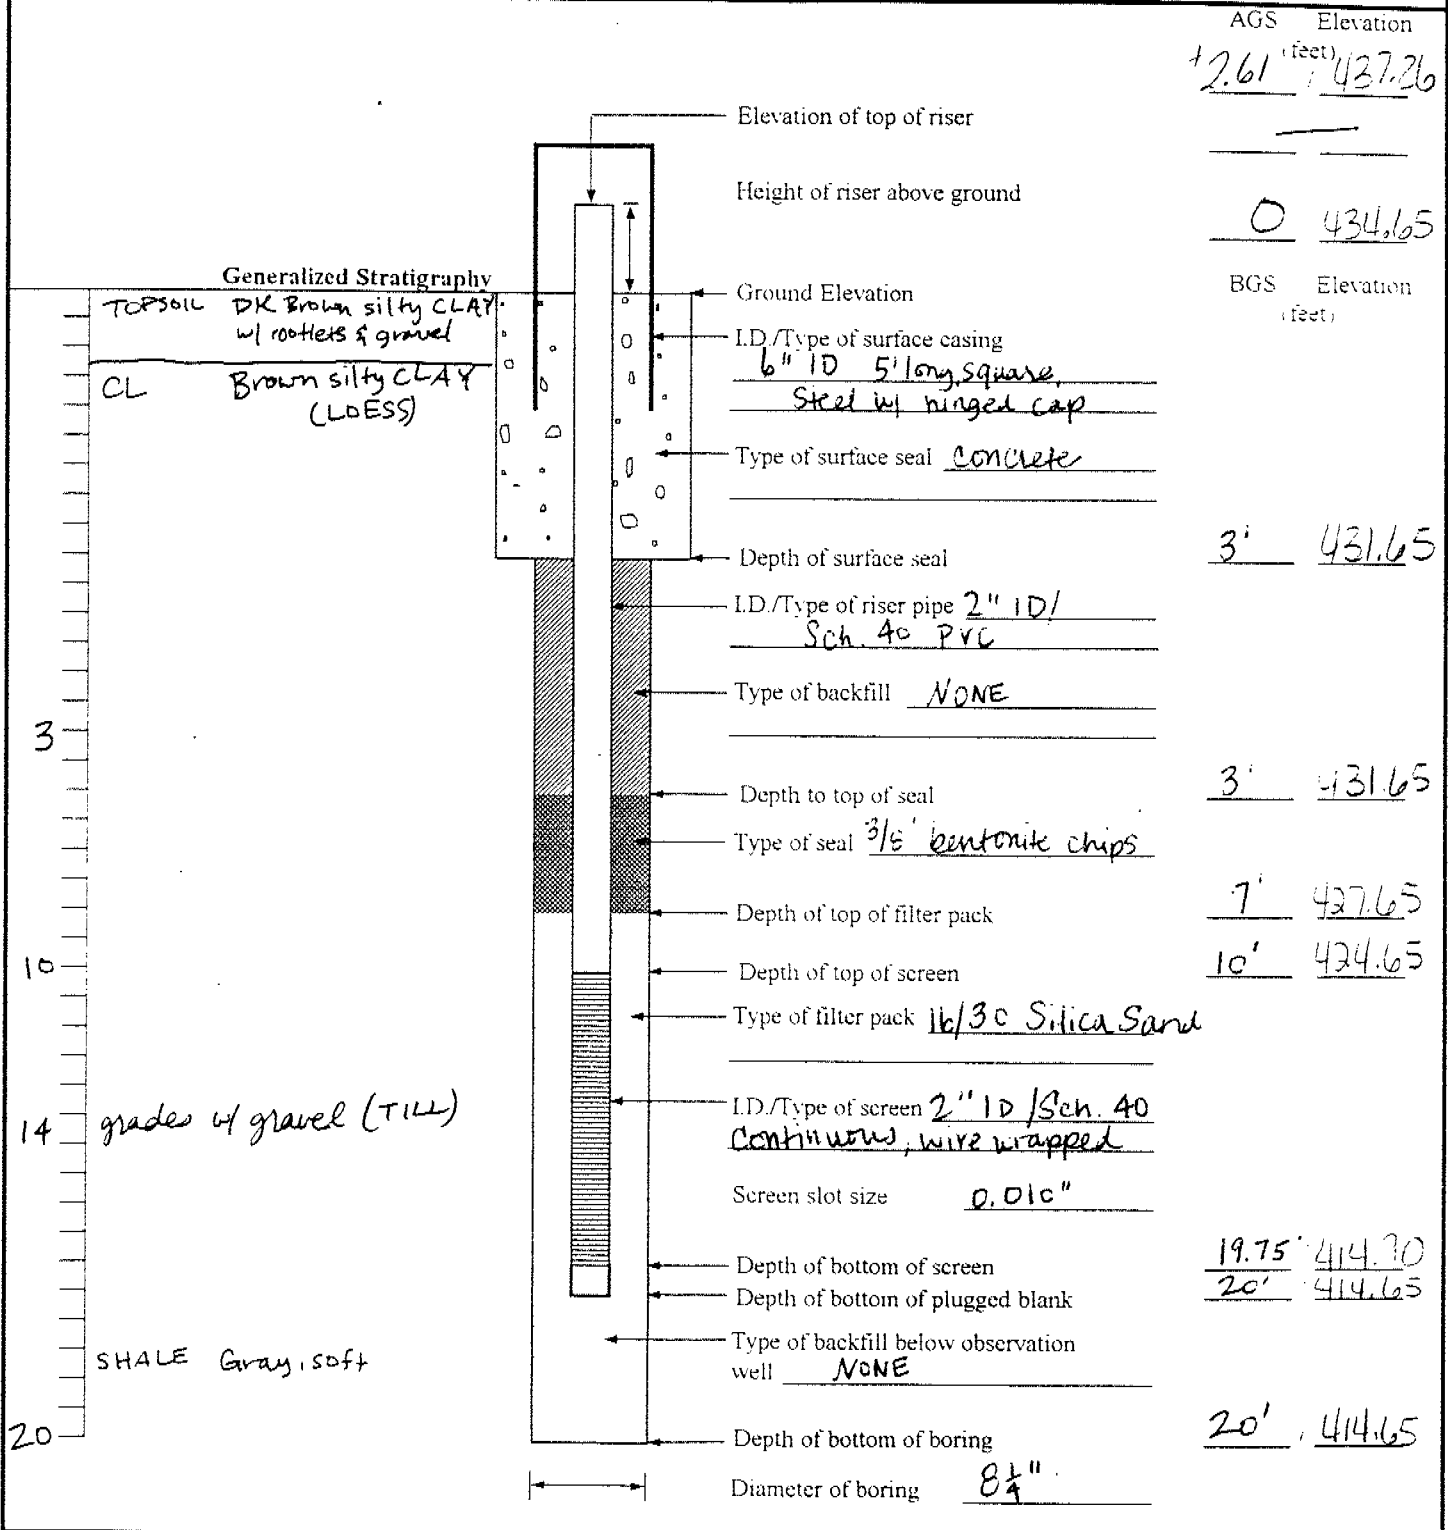 AGS Elevation
(feet)
+2.61 437.26
Elevation of top of riser
—
Height of riser above ground
0 434.65
Generalized Stratigraphy
TOPSOIL DK Brown silty CLAY
w/ rootlets & gravel
Ground Elevation
BGS Elevation
(feet)
I.D./Type of surface casing
6" ID 5' long, square,
Steel w/ hinged cap
CL Brown silty CLAY
(LOESS)
Type of surface seal concrete
Depth of surface seal 3' 431.65
I.D./Type of riser pipe 2" ID/
Sch. 40 PVC
Type of backfill NONE
3
Depth to top of seal 3' 431.65
Type of seal 3/8" bentonite chips
Depth of top of filter pack 7' 427.65
10
Depth of top of screen 10' 424.65
Type of filter pack 16/30 Silica Sand
14 grades w/ gravel (TILL)
I.D./Type of screen 2" ID/Sch. 40
Continuous, wire wrapped
Screen slot size 0.010"
Depth of bottom of screen 19.75' 414.70
Depth of bottom of plugged blank 20' 414.65
Type of backfill below observation
well NONE
SHALE Gray, soft
20
Depth of bottom of boring 20' 414.65
Diameter of boring 8 1/4"